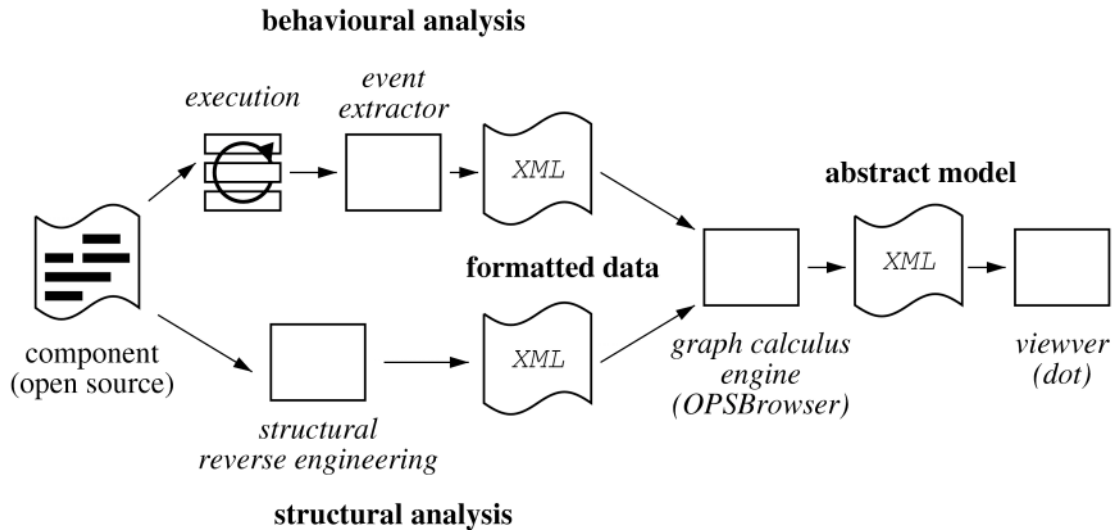 behavioural analysis
execution
event
extractor
XML
abstract model
component
(open source)
formatted data
XML
XML
graph calculus
engine
(OPSBrowser)
viewver
(dot)
structural
reverse engineering
structural analysis